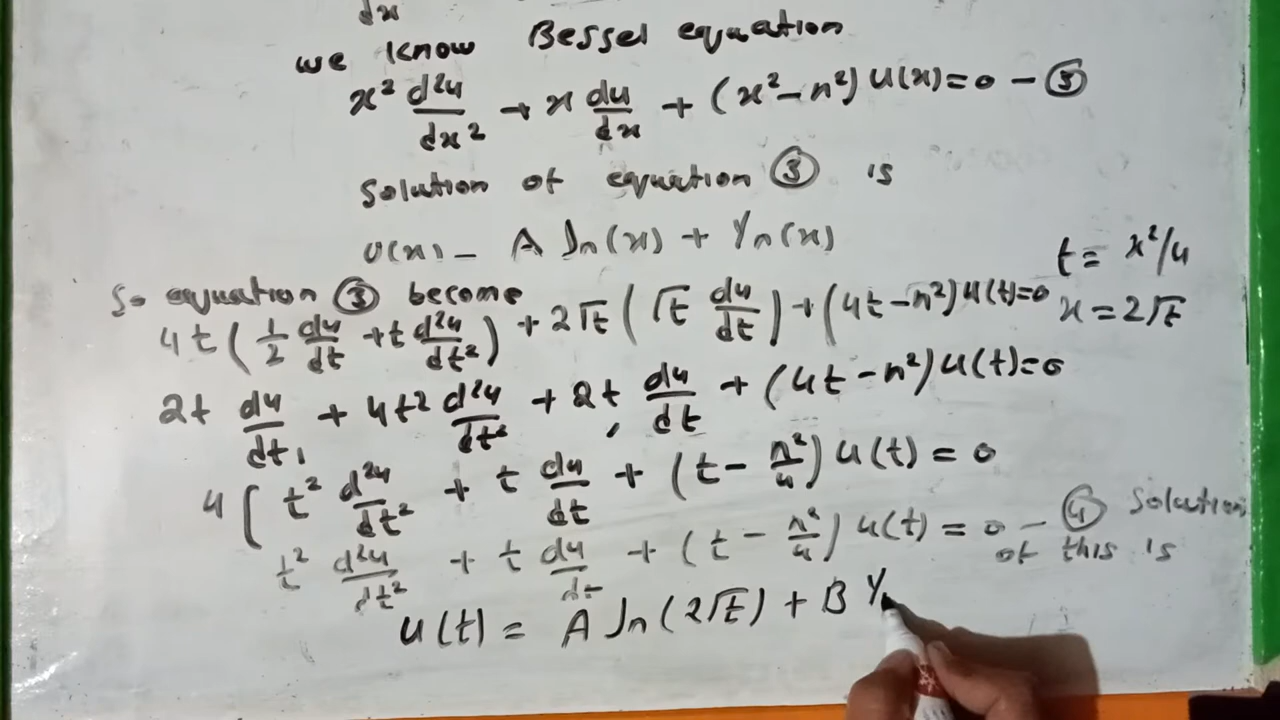 dx
we know Bessel equation
x² d²u/dx² + x du/dx + (x² - n²) u(x) = 0 - ③
Solution of equation ③ is
U(x) - A Jn(x) + Yn(x)
t = x²/4
So equation ③ become
x = 2√t
4t (1/2 du/dt + t d²u/dt²) + 2√t (√t du/dt) + (4t - n²) u(t) = 0
2t du/dt + 4t² d²u/dt² + 2t du/dt + (4t - n²) u(t) = 0
4 [ t² d²u/dt² + t du/dt + (t - n²/4) u(t) = 0
t² d²u/dt² + t du/dt + (t - n²/4) u(t) = 0 - ④ Solution
of this is
u(t) = A Jn(2√t) + B Y